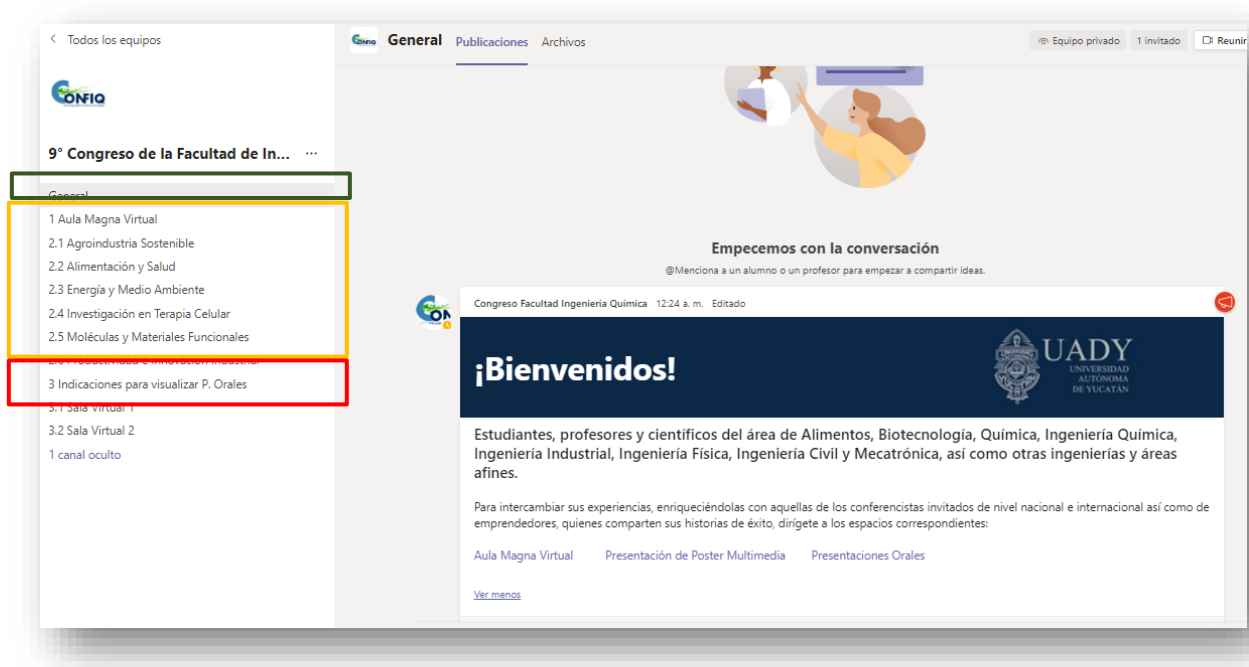 Todos los equipos
CONFIQ
9° Congreso de la Facultad de In... ...
General
1 Aula Magna Virtual
2.1 Agroindustria Sostenible
2.2 Alimentación y Salud
2.3 Energía y Medio Ambiente
2.4 Investigación en Terapia Celular
2.5 Moléculas y Materiales Funcionales
2.6 Productividad e Innovación Industrial
3 Indicaciones para visualizar P. Orales
3.1 Sala Virtual 1
3.2 Sala Virtual 2
1 canal oculto
CONFIQ General Publicaciones Archivos
Equipo privado 1 invitado Reunir
Empecemos con la conversación
@Menciona a un alumno o un profesor para empezar a compartir ideas.
Congreso Facultad Ingeniería Química 12:24 a. m. Editado
¡Bienvenidos!
UADY
UNIVERSIDAD
AUTÓNOMA
DE YUCATÁN
Estudiantes, profesores y científicos del área de Alimentos, Biotecnología, Química, Ingeniería Química,
Ingeniería Industrial, Ingeniería Física, Ingeniería Civil y Mecatrónica, así como otras ingenierías y áreas
afines.
Para intercambiar sus experiencias, enriqueciéndolas con aquellas de los conferencistas invitados de nivel nacional e internacional así como de
emprendedores, quienes comparten sus historias de éxito, dirígete a los espacios correspondientes:
Aula Magna Virtual Presentación de Poster Multimedia Presentaciones Orales
Ver menos